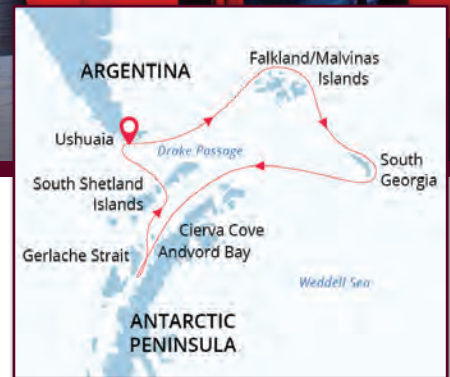 ARGENTINA
Falkland/Malvinas
Islands
Ushuaia
Drake Passage
South
Georgia
South Shetland
Islands
Cierva Cove
Andvord Bay
Gerlache Strait
Weddell Sea
ANTARCTIC
PENINSULA